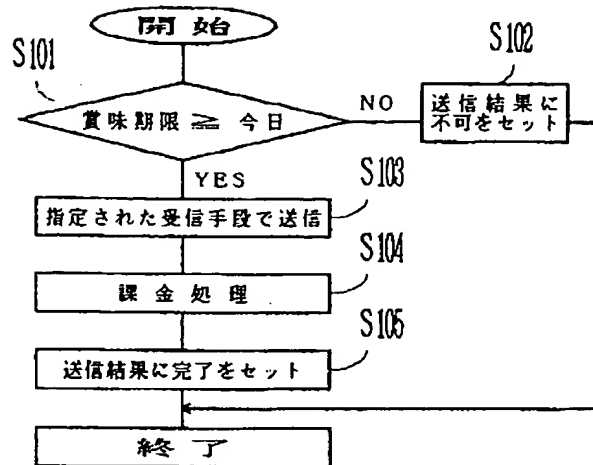 開始
S101
S102
賞味期限 ≧ 今日
NO
送信結果に
不可をセット
YES
S103
指定された受信手段で送信
S104
課金処理
S105
送信結果に完了をセット
終了